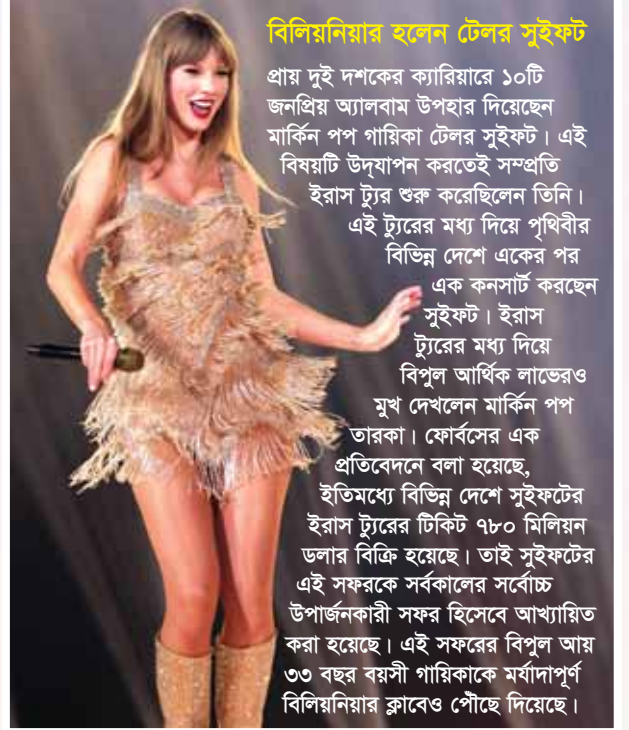 বিলিয়নিয়ার হলেন টেলর সুইফট
প্রায় দুই দশকের ক্যারিয়ারে ১০টি
জনপ্রিয় অ্যালবাম উপহার দিয়েছেন
মার্কিন পপ গায়িকা টেলর সুইফট। এই
বিষয়টি উদ্‌যাপন করতেই সম্প্রতি
ইরাস ট্যুর শুরু করেছিলেন তিনি।
এই ট্যুরের মধ্য দিয়ে পৃথিবীর
বিভিন্ন দেশে একের পর
এক কনসার্ট করছেন
সুইফট। ইরাস
ট্যুরের মধ্য দিয়ে
বিপুল আর্থিক লাভেরও
মুখ দেখলেন মার্কিন পপ
তারকা। ফোর্বসের এক
প্রতিবেদনে বলা হয়েছে,
ইতিমধ্যে বিভিন্ন দেশে সুইফটের
ইরাস ট্যুরের টিকিট ৭৮০ মিলিয়ন
ডলার বিক্রি হয়েছে। তাই সুইফটের
এই সফরকে সর্বকালের সর্বোচ্চ
উপার্জনকারী সফর হিসেবে আখ্যায়িত
করা হয়েছে। এই সফরের বিপুল আয়
৩৩ বছর বয়সী গায়িকাকে মর্যাদাপূর্ণ
বিলিয়নিয়ার ক্লাবেও পৌঁছে দিয়েছে।